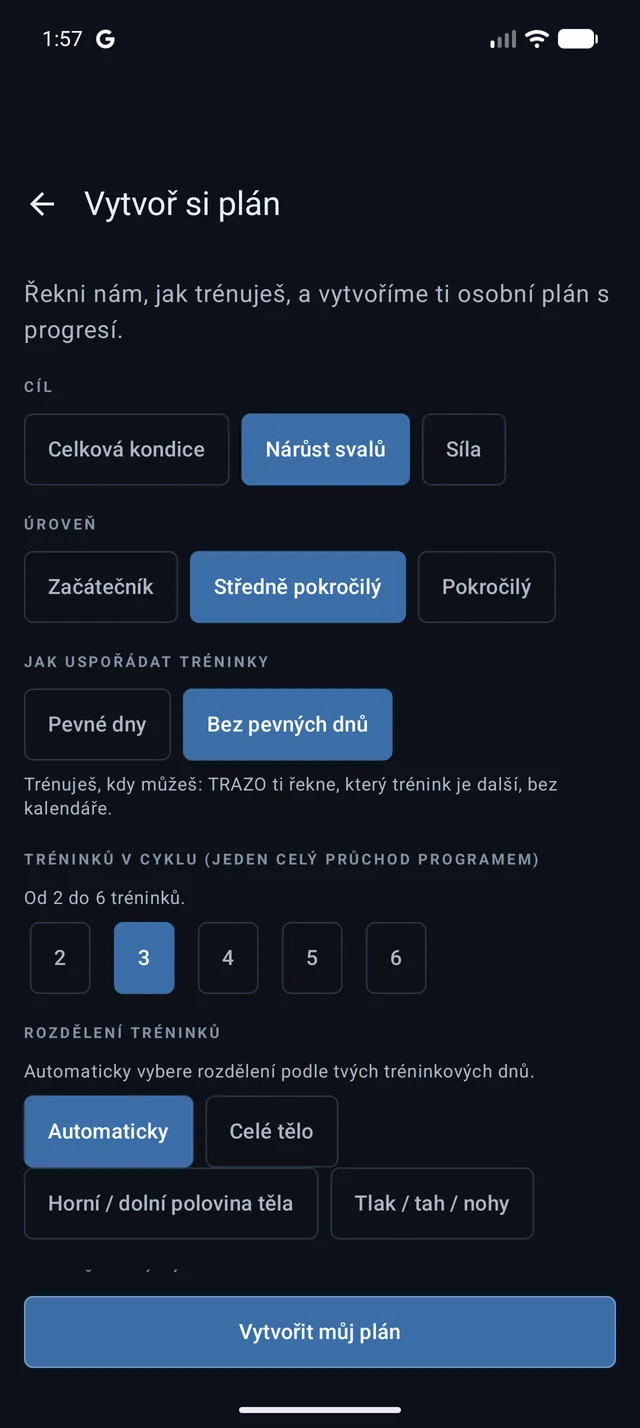 1:57 G
Vytvoř si plán
Řekni nám, jak trénuješ, a vytvoříme ti osobní plán s
progresí.
CÍL
Celková kondice Nárůst svalů Síla
ÚROVEŇ
Začátečník Středně pokročilý Pokročilý
JAK USPOŘÁDAT TRÉNINKY
Pevné dny Bez pevných dnů
Trénuješ, kdy můžeš: TRAZO ti řekne, který trénink je další, bez
kalendáře.
TRÉNINKŮ V CYKLU (JEDEN CELÝ PRŮCHOD PROGRAMEM)
Od 2 do 6 tréninků.
2 3 4 5 6
ROZDĚLENÍ TRÉNINKŮ
Automaticky vybere rozdělení podle tvých tréninkových dnů.
Automaticky Celé tělo
Horní / dolní polovina těla Tlak / tah / nohy
Vytvořit můj plán